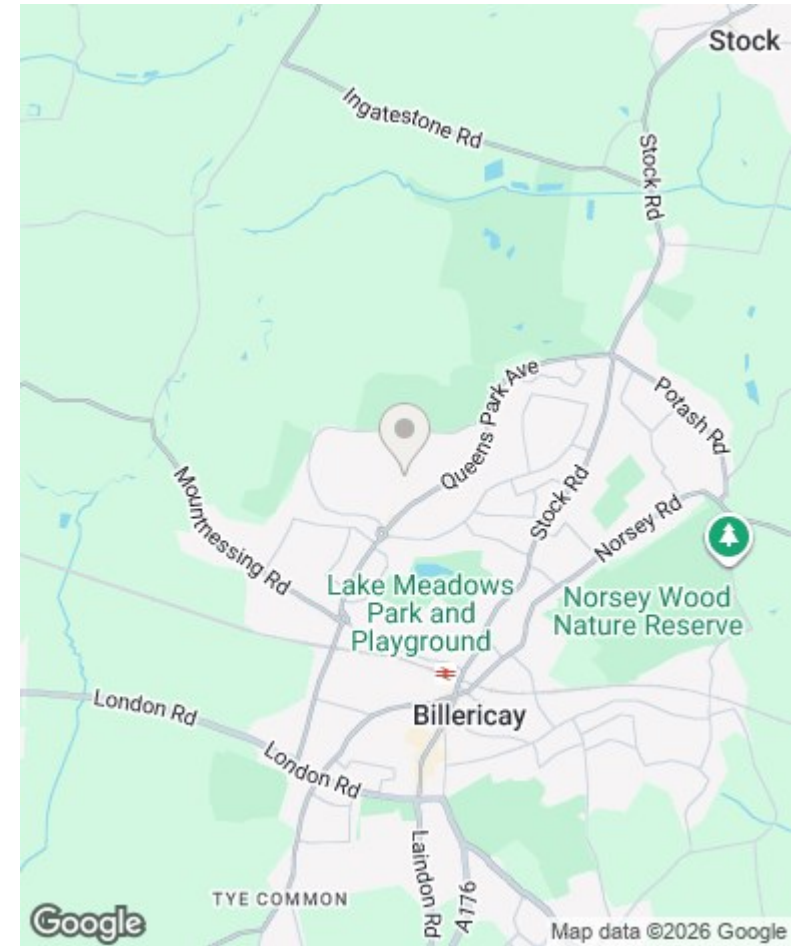 Stock
Ingatestone Rd
Stock Rd
Queens Park Ave
Potash Rd
Mountnessing Rd
Stock Rd
Norsey Rd
Lake Meadows
Park and
Playground
Norsey Wood
Nature Reserve
London Rd
Billericay
London Rd
Laindon Rd
A176
TYE COMMON
Google
Map data ©2026 Google